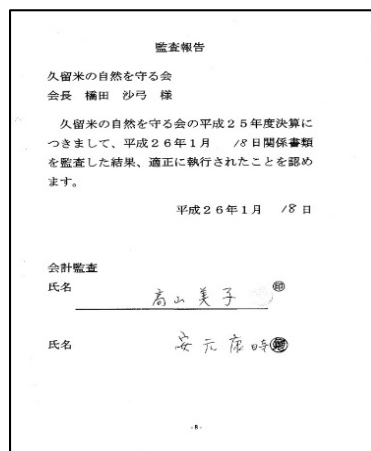 監査報告
久留米の自然を守る会
会長 橋田 沙弓 様
久留米の自然を守る会の平成25年度決算に
つきまして、平成26年1月 18日関係書類
を監査した結果、適正に執行されたことを認め
ます。
平成26年1月 18日
会計監査
氏名 高山美子 ㊞
氏名 安元康時
-8-